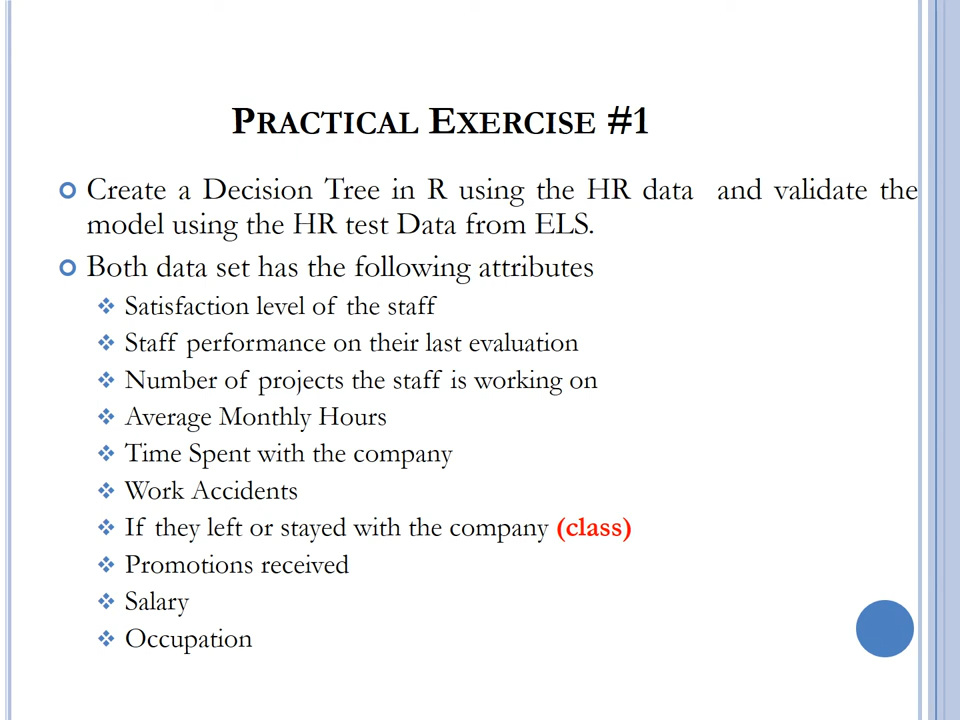 PRACTICAL EXERCISE #1
Create a Decision Tree in R using the HR data and validate the
model using the HR test Data from ELS.
Both data set has the following attributes
Satisfaction level of the staff
Staff performance on their last evaluation
Number of projects the staff is working on
Average Monthly Hours
Time Spent with the company
Work Accidents
If they left or stayed with the company (class)
Promotions received
Salary
Occupation